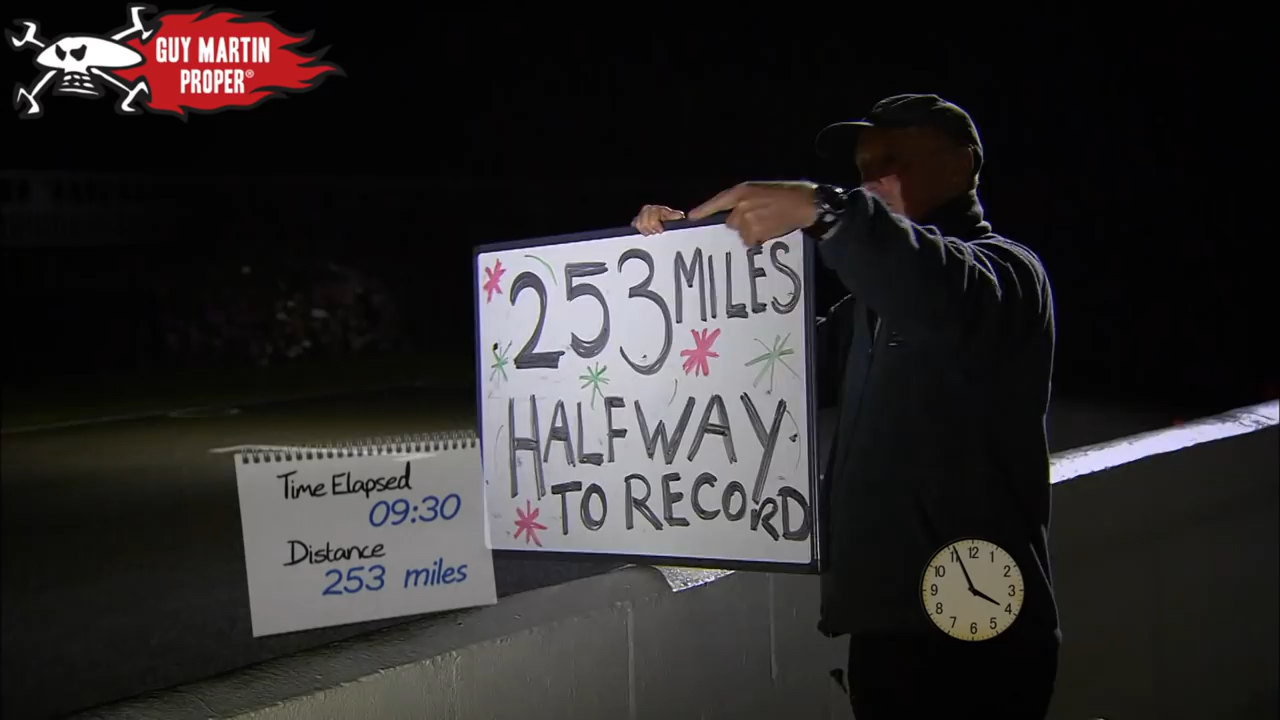 GUY MARTIN
PROPER®
253 MILES
HALFWAY
TO RECORD
Time Elapsed
09:30
Distance
253 miles
12
1
2
3
4
5
6
7
8
9
10
11